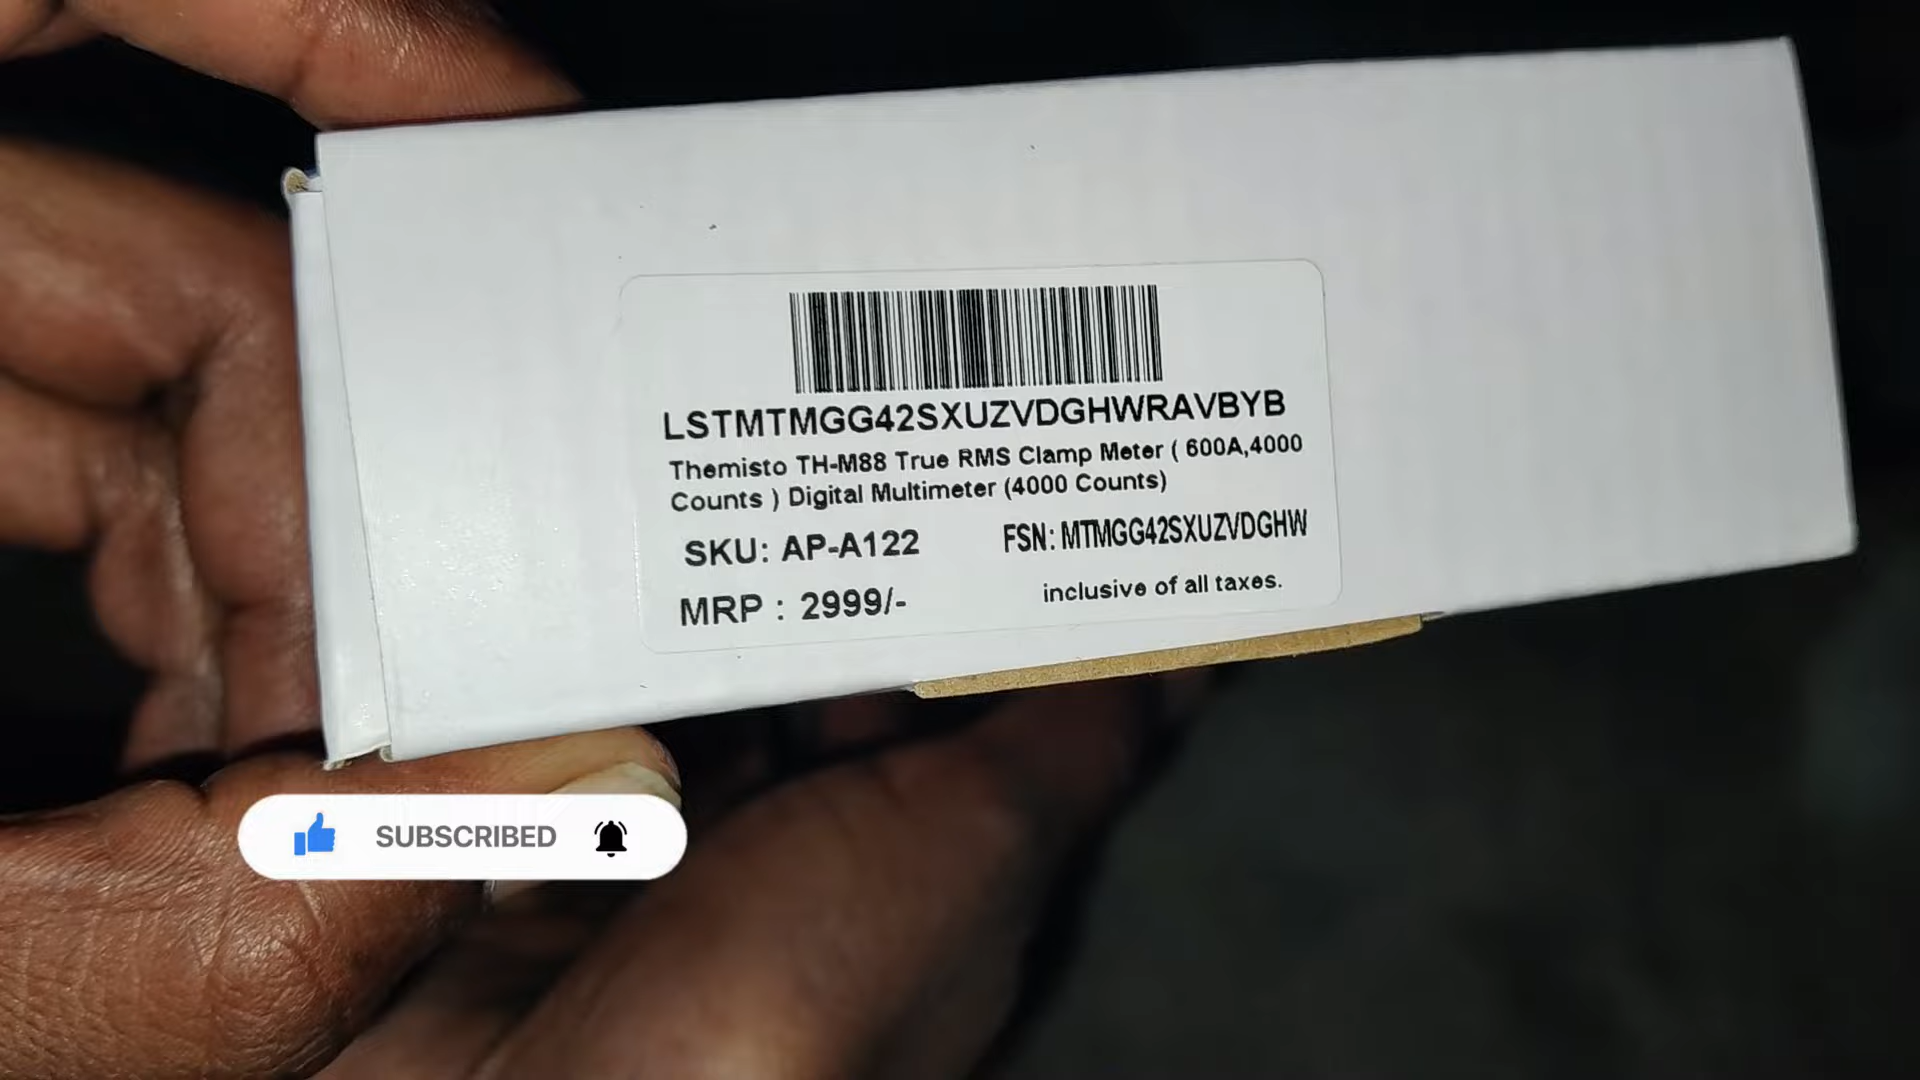 LSTMTMGG42SXUZVDGHWRAVBYB
Themisto TH-M88 True RMS Clamp Meter ( 600A,4000
Counts ) Digital Multimeter (4000 Counts)
SKU: AP-A122
FSN: MTMGG42SXUZVDGHW
MRP : 2999/-
inclusive of all taxes.
SUBSCRIBED